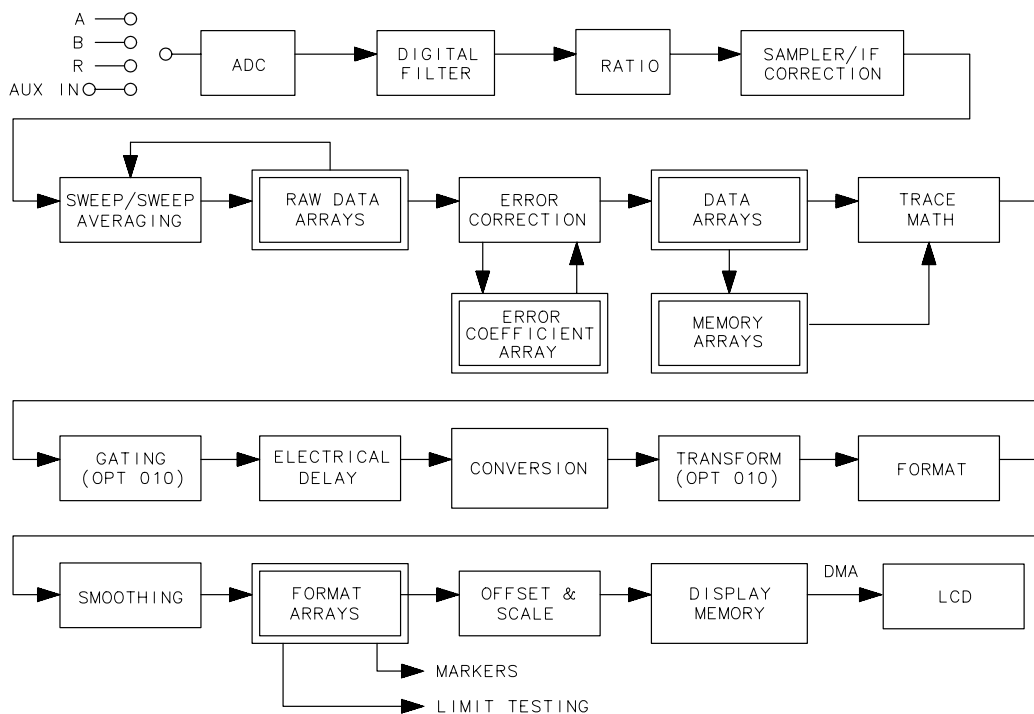 A
B
R
AUX IN
ADC
DIGITAL
FILTER
RATIO
SAMPLER/IF
CORRECTION
SWEEP/SWEEP
AVERAGING
RAW DATA
ARRAYS
ERROR
CORRECTION
DATA
ARRAYS
TRACE
MATH
ERROR
COEFFICIENT
ARRAY
MEMORY
ARRAYS
GATING
(OPT 010)
ELECTRICAL
DELAY
CONVERSION
TRANSFORM
(OPT 010)
FORMAT
SMOOTHING
FORMAT
ARRAYS
OFFSET &
SCALE
DISPLAY
MEMORY
DMA
LCD
MARKERS
LIMIT TESTING